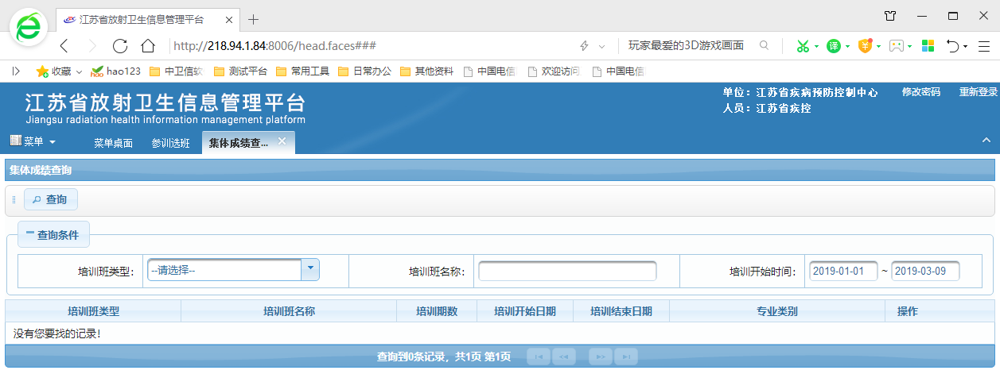 江苏省放射卫生信息管理平台
http://218.94.1.84:8006/head.faces###
玩家最爱的3D游戏画面
译
收藏 hao123 中卫信软 测试平台 常用工具 日常办公 其他资料 中国电信 欢迎访问 中国电信
江苏省放射卫生信息管理平台
Jiangsu radiation health information management platform
单位：江苏省疾病预防控制中心 修改密码 重新登录
人员：江苏省疾控
菜单 菜单桌面 参训选班 集体成绩查...
集体成绩查询
查询
查询条件
培训班类型： --请选择-- 培训班名称： 培训开始时间： 2019-01-01 ~ 2019-03-09
培训班类型 培训班名称 培训期数 培训开始日期 培训结束日期 专业类别 操作
没有您要找的记录！
查询到0条记录，共1页 第1页